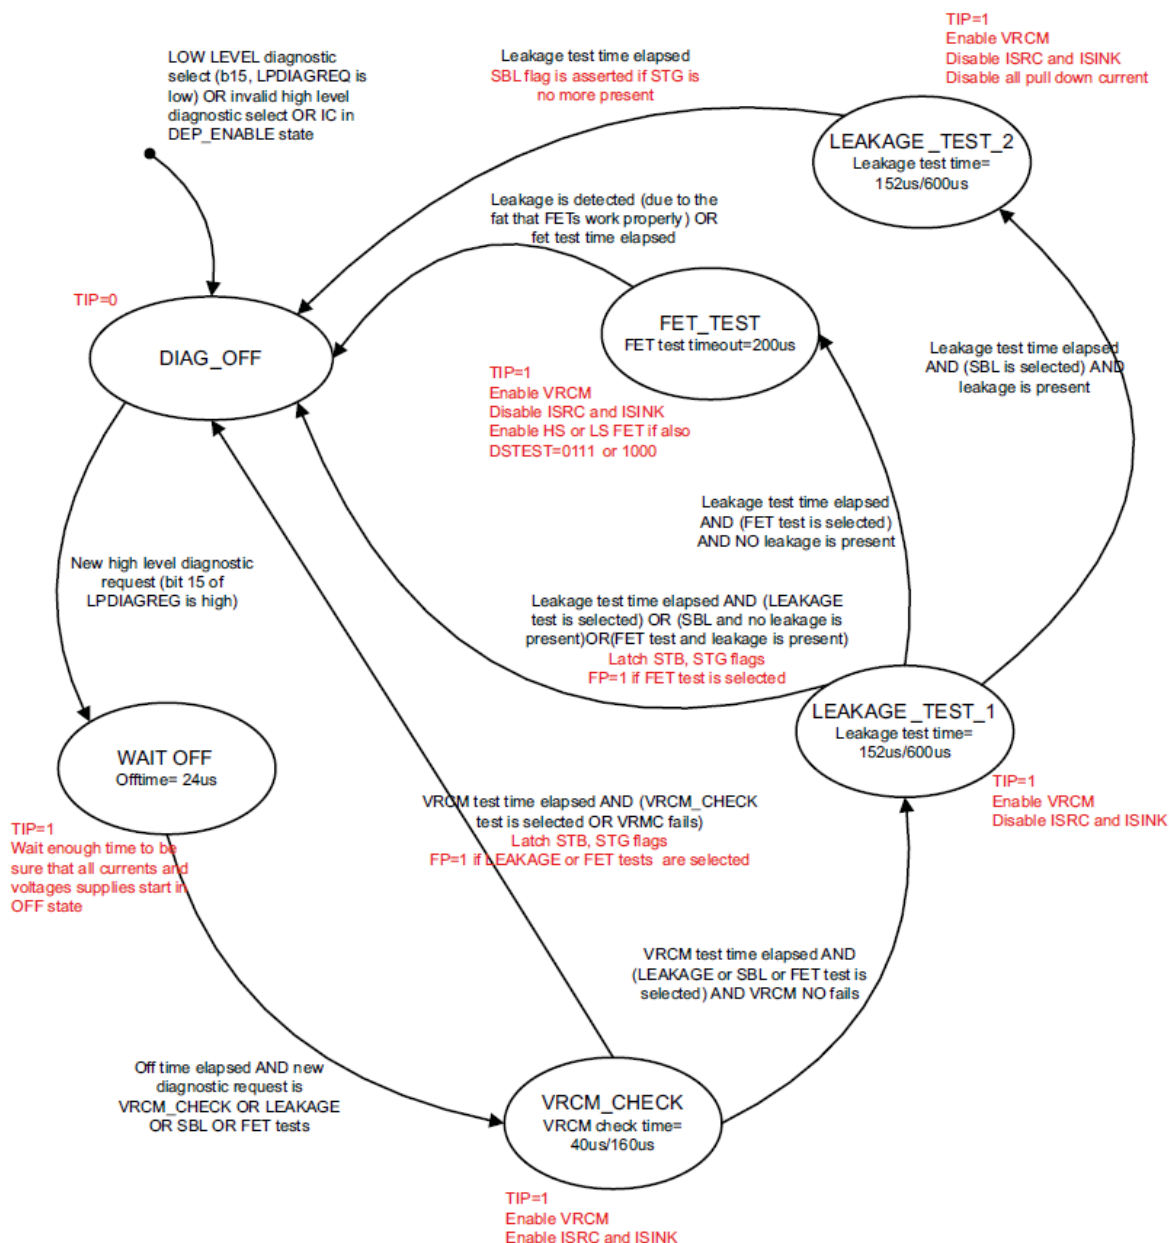 TIP=1
Enable VRCM
Disable ISRC and ISINK
Disable all pull down current
LOW LEVEL diagnostic
select (b15, LPDIAGREQ is
low) OR invalid high level
diagnostic select OR IC in
DEP_ENABLE state
Leakage test time elapsed
SBL flag is asserted if STG is
no more present
LEAKAGE_TEST_2
Leakage test time=
152us/600us
Leakage is detected (due to the
fat that FETs work properly) OR
fet test time elapsed
TIP=0
DIAG_OFF
FET_TEST
FET test timeout=200us
TIP=1
Enable VRCM
Disable ISRC and ISINK
Enable HS or LS FET if also
DSTEST=0111 or 1000
Leakage test time elapsed
AND (SBL is selected) AND
leakage is present
Leakage test time elapsed
AND (FET test is selected)
AND NO leakage is present
New high level diagnostic
request (bit 15 of
LPDIAGREG is high)
Leakage test time elapsed AND (LEAKAGE
test is selected) OR (SBL and no leakage is
present)OR(FET test and leakage is present)
Latch STB, STG flags
FP=1 if FET test is selected
LEAKAGE_TEST_1
Leakage test time=
152us/600us
TIP=1
Enable VRCM
Disable ISRC and ISINK
WAIT OFF
Offtime= 24us
TIP=1
Wait enough time to be
sure that all currents and
voltages supplies start in
OFF state
VRCM test time elapsed AND (VRCM_CHECK
test is selected OR VRMC fails)
Latch STB, STG flags
FP=1 if LEAKAGE or FET tests are selected
VRCM test time elapsed AND
(LEAKAGE or SBL or FET test is
selected) AND VRCM NO fails
Off time elapsed AND new
diagnostic request is
VRCM_CHECK OR LEAKAGE
OR SBL OR FET tests
VRCM_CHECK
VRCM check time=
40us/160us
TIP=1
Enable VRCM
Enable ISRC and ISINK